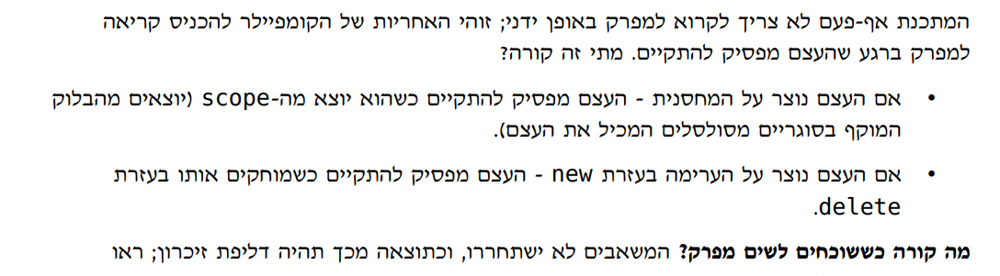 המתכנת אף-פעם לא צריך לקרוא למפרק באופן ידני; זוהי האחריות של הקומפיילר להכניס קריאה
למפרק ברגע שהעצם מפסיק להתקיים. מתי זה קורה?
• אם העצם נוצר על המחסנית - העצם מפסיק להתקיים כשהוא יוצא מה-scope (יוצאים מהבלוק
המוקף בסוגריים מסולסלים המכיל את העצם).
• אם העצם נוצר על הערימה בעזרת new - העצם מפסיק להתקיים כשמוחקים אותו בעזרת
delete.
מה קורה כששוכחים לשים מפרק? המשאבים לא ישתחררו, וכתוצאה מכך תהיה דליפת זיכרון; ראו